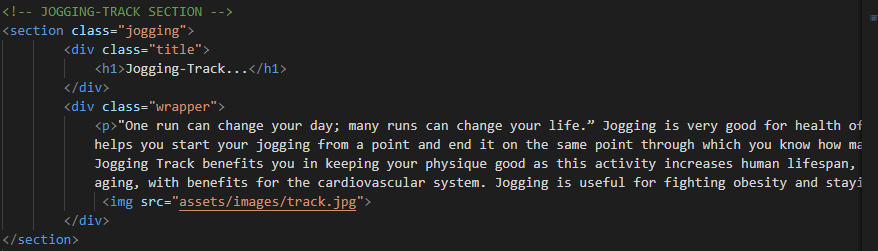 <!-- JOGGING-TRACK SECTION -->
<section class="jogging">
<div class="title">
<h1>Jogging-Track...</h1>
</div>
<div class="wrapper">
<p>"One run can change your day; many runs can change your life.” Jogging is very good for health of
helps you start your jogging from a point and end it on the same point through which you know how
Jogging Track benefits you in keeping your physique good as this activity increases human lifespan,
aging, with benefits for the cardiovascular system. Jogging is useful for fighting obesity and
<img src="assets/images/track.jpg">
</div>
</section>